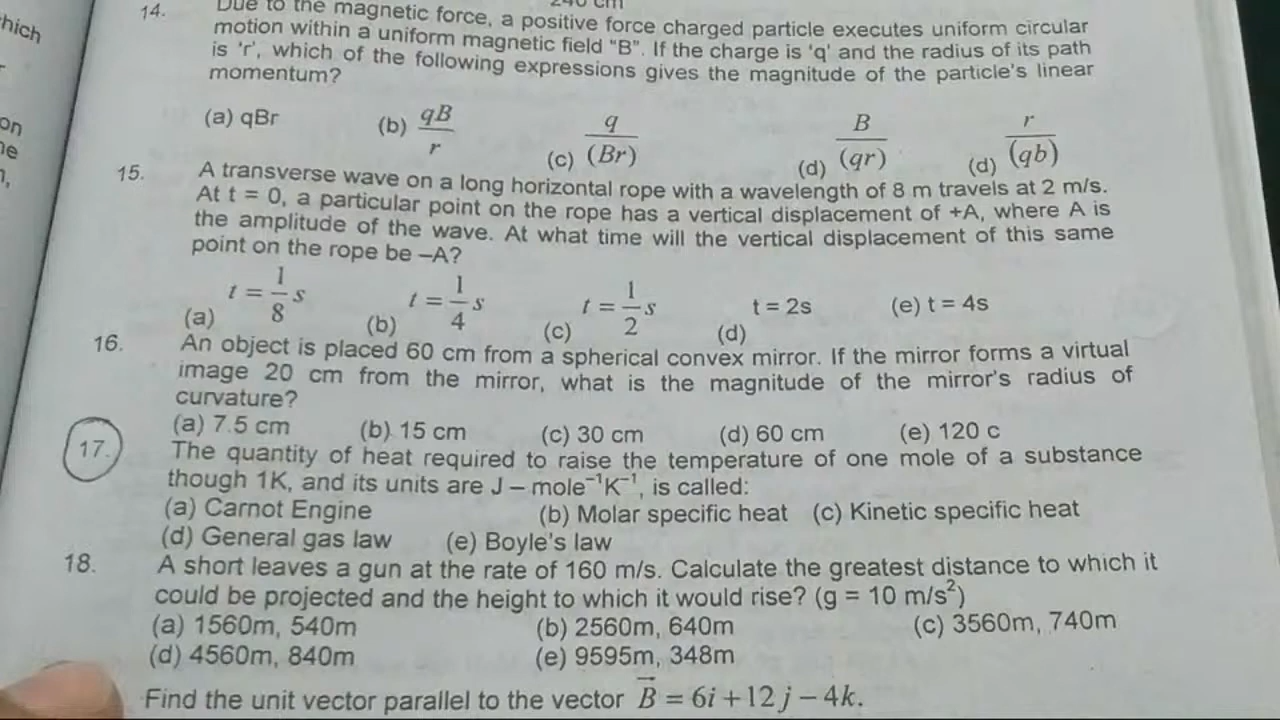 240 cm
hich
on
14. Due to the magnetic force, a positive force charged particle executes uniform circular
motion within a uniform magnetic field "B". If the charge is 'q' and the radius of its path
is 'r', which of the following expressions gives the magnitude of the particle's linear
momentum?
(a) qBr (b) qB/r (c) q/(Br) (d) B/(qr) (d) r/(qb)
15. A transverse wave on a long horizontal rope with a wavelength of 8 m travels at 2 m/s.
At t = 0, a particular point on the rope has a vertical displacement of +A, where A is
the amplitude of the wave. At what time will the vertical displacement of this same
point on the rope be –A?
(a) t = 1/8 s (b) t = 1/4 s (c) t = 1/2 s (d) t = 2s (e) t = 4s
16. An object is placed 60 cm from a spherical convex mirror. If the mirror forms a virtual
image 20 cm from the mirror, what is the magnitude of the mirror's radius of
curvature?
(a) 7.5 cm (b) 15 cm (c) 30 cm (d) 60 cm (e) 120 c
17. The quantity of heat required to raise the temperature of one mole of a substance
though 1K, and its units are J – mole⁻¹K⁻¹, is called:
(a) Carnot Engine (b) Molar specific heat (c) Kinetic specific heat
(d) General gas law (e) Boyle's law
18. A short leaves a gun at the rate of 160 m/s. Calculate the greatest distance to which it
could be projected and the height to which it would rise? (g = 10 m/s²)
(a) 1560m, 540m (b) 2560m, 640m (c) 3560m, 740m
(d) 4560m, 840m (e) 9595m, 348m
Find the unit vector parallel to the vector B⃗ = 6i + 12j – 4k.